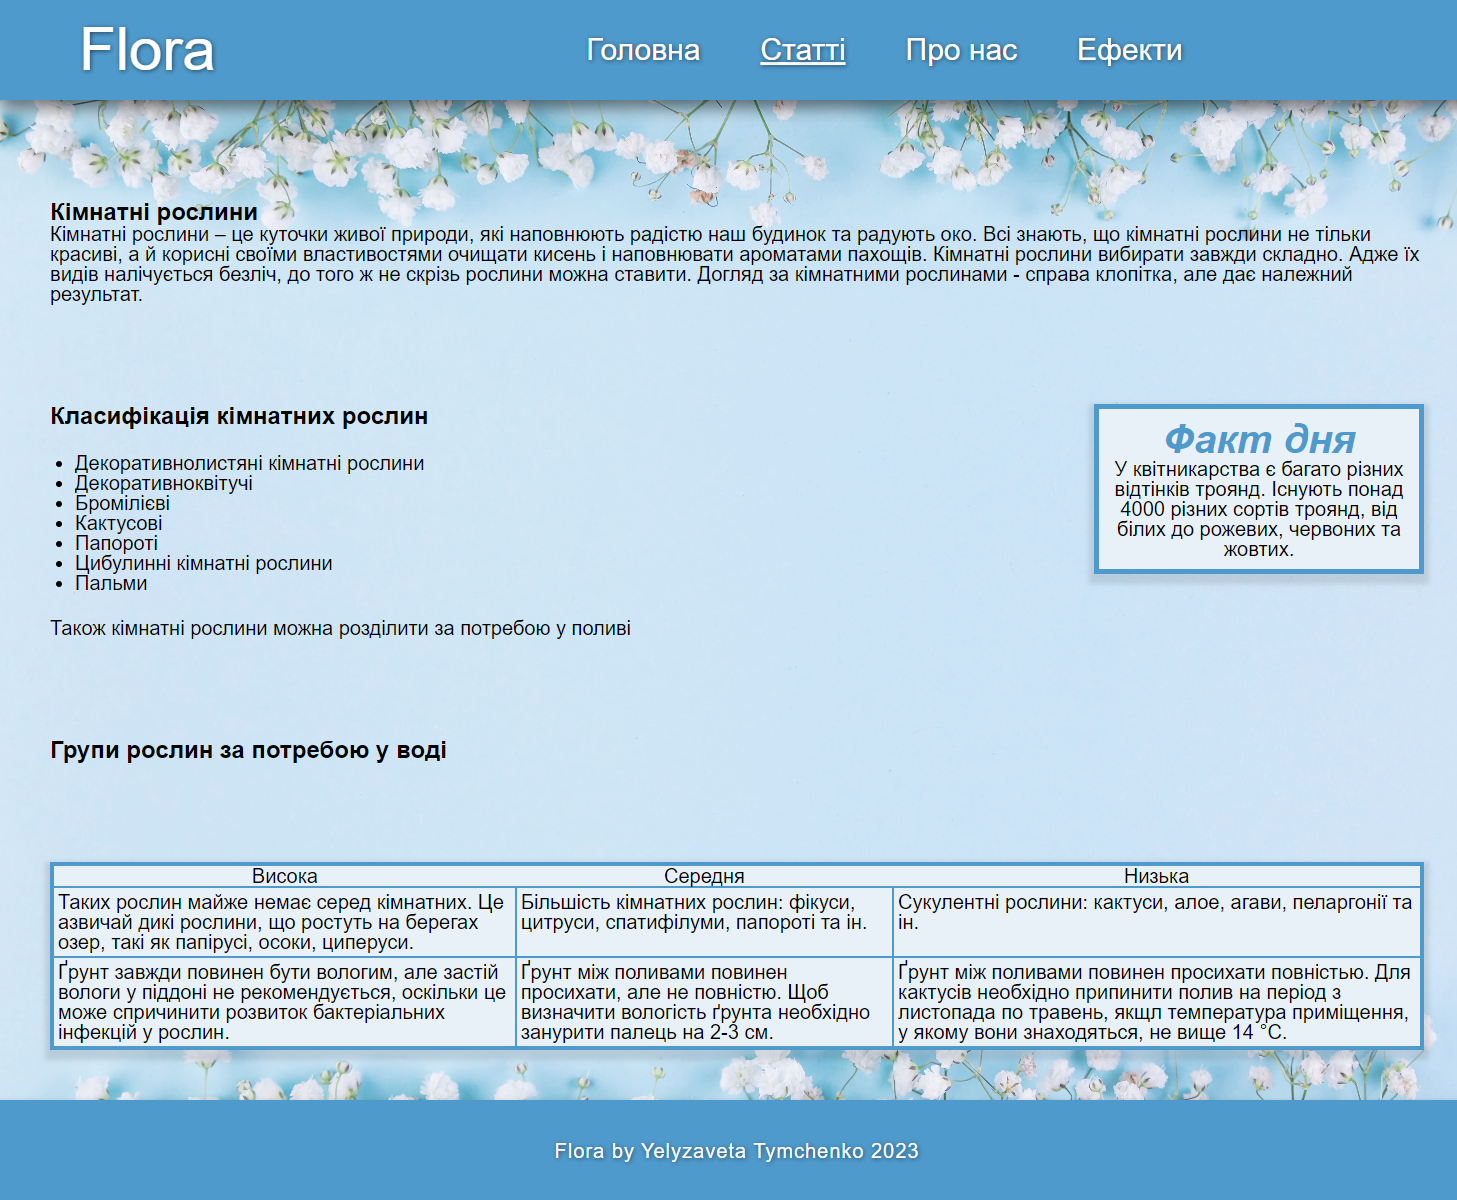 Flora
Головна Статті Про нас Ефекти
Кімнатні рослини
Кімнатні рослини – це куточки живої природи, які наповнюють радістю наш будинок та радують око. Всі знають, що кімнатні рослини не тільки
красиві, а й корисні своїми властивостями очищати кисень і наповнювати ароматами пахощів. Кімнатні рослини вибирати завжди складно. Адже їх
видів налічується безліч, до того ж не скрізь рослини можна ставити. Догляд за кімнатними рослинами - справа клопітка, але дає належний
результат.
Класифікація кімнатних рослин
Декоративнолистяні кімнатні рослини
Декоративноквітучі
Бромілієві
Кактусові
Папороті
Цибулинні кімнатні рослини
Пальми
Також кімнатні рослини можна розділити за потребою у поливі
Факт дня
У квітникарства є багато різних
відтінків троянд. Існують понад
4000 різних сортів троянд, від
білих до рожевих, червоних та
жовтих.
Групи рослин за потребою у воді
Висока Середня Низька
Таких рослин майже немає серед кімнатних. Це
азвичай дикі рослини, що ростуть на берегах
озер, такі як папірусі, осоки, циперуси.
Більшість кімнатних рослин: фікуси,
цитруси, спатифілуми, папороті та ін.
Сукулентні рослини: кактуси, алое, агави, пеларгонії та
ін.
Ґрунт завжди повинен бути вологим, але застій
вологи у піддоні не рекомендується, оскільки це
може спричинити розвиток бактеріальних
інфекцій у рослин.
Ґрунт між поливами повинен
просихати, але не повністю. Щоб
визначити вологість ґрунта необхідно
занурити палець на 2-3 см.
Ґрунт між поливами повинен просихати повністью. Для
кактусів необхідно припинити полив на період з
листопада по травень, якщл температура приміщення,
у якому вони знаходяться, не вище 14 °С.
Flora by Yelyzaveta Tymchenko 2023